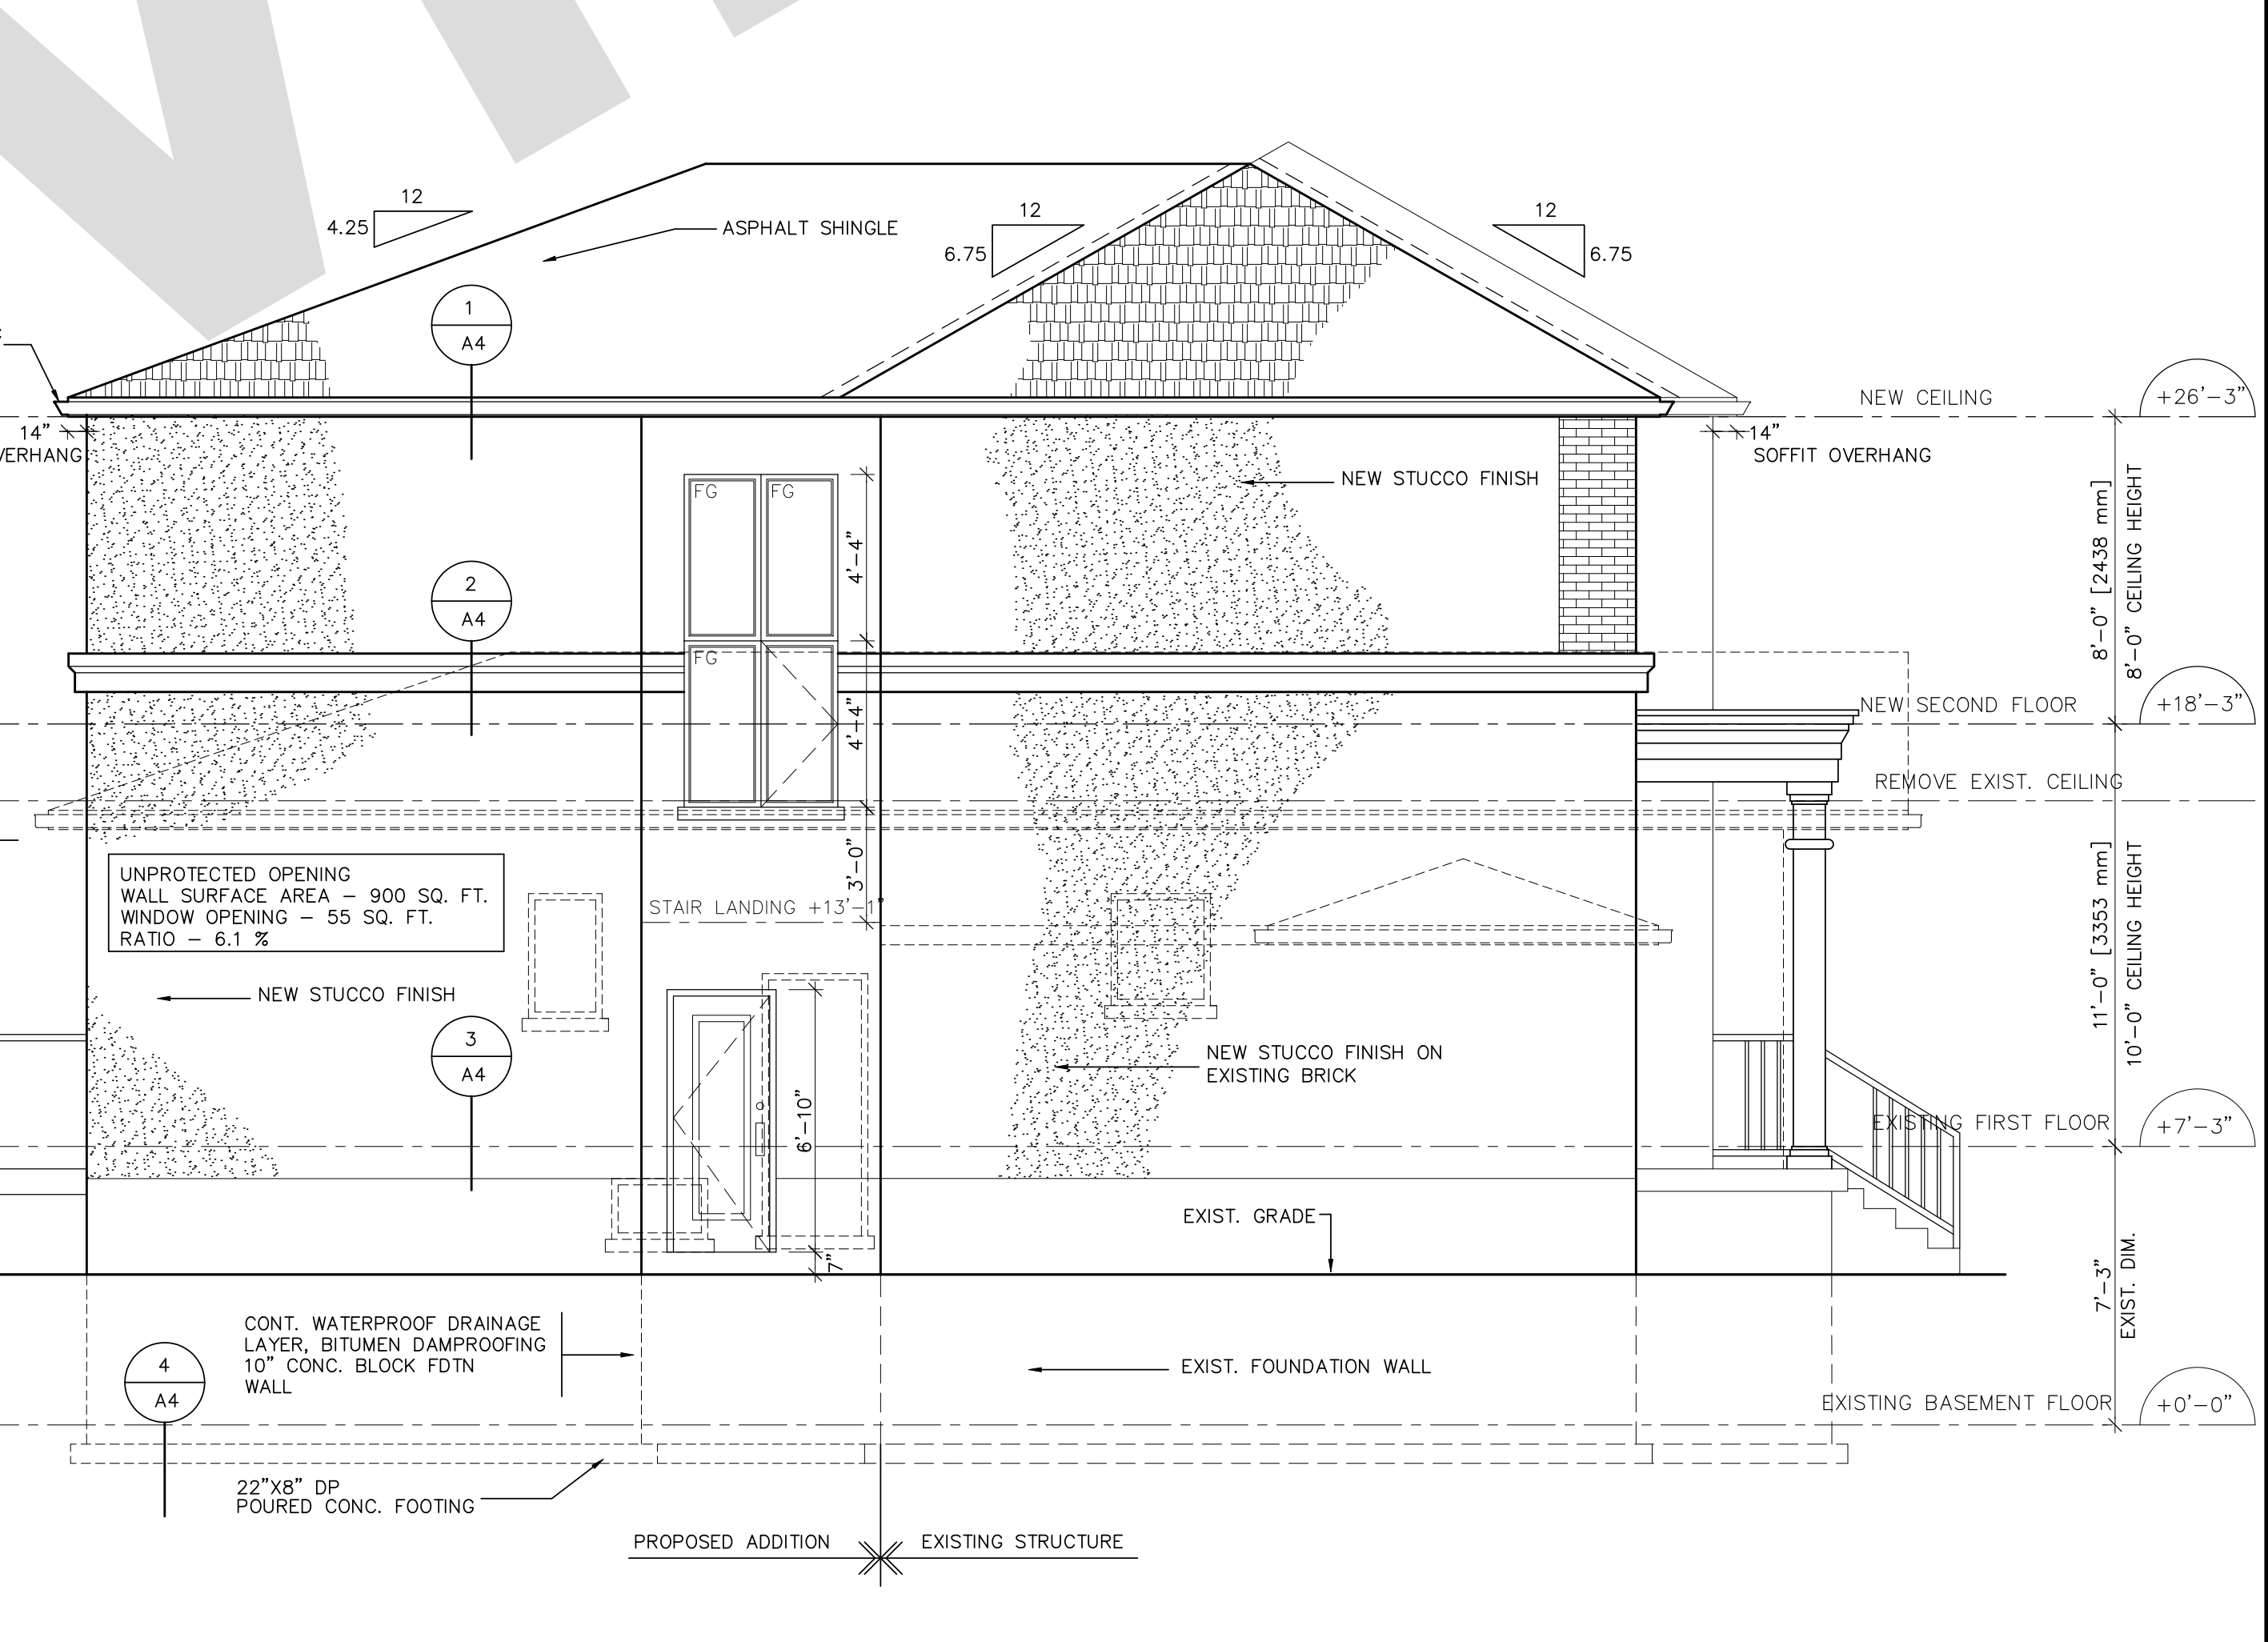 12
4.25
ASPHALT SHINGLE
12
6.75
12
6.75
1
A4
NEW CEILING
+26'-3"
14"
VERHANG
14"
SOFFIT OVERHANG
FG
FG
4'-4"
NEW STUCCO FINISH
8'-0" [2438 mm]
8'-0" CEILING HEIGHT
2
A4
FG
4'-4"
NEW SECOND FLOOR
+18'-3"
REMOVE EXIST. CEILING
UNPROTECTED OPENING
WALL SURFACE AREA - 900 SQ. FT.
WINDOW OPENING - 55 SQ. FT.
RATIO - 6.1 %
3'-0"
STAIR LANDING +13'-1"
11'-0" [3353 mm]
10'-0" CEILING HEIGHT
NEW STUCCO FINISH
3
A4
NEW STUCCO FINISH ON
EXISTING BRICK
6'-10"
EXISTING FIRST FLOOR
+7'-3"
EXIST. GRADE
7"
7'-3"
EXIST. DIM.
CONT. WATERPROOF DRAINAGE
LAYER, BITUMEN DAMPROOFING
10" CONC. BLOCK FDTN
WALL
4
A4
EXIST. FOUNDATION WALL
EXISTING BASEMENT FLOOR
+0'-0"
22"X8" DP
POURED CONC. FOOTING
PROPOSED ADDITION
EXISTING STRUCTURE